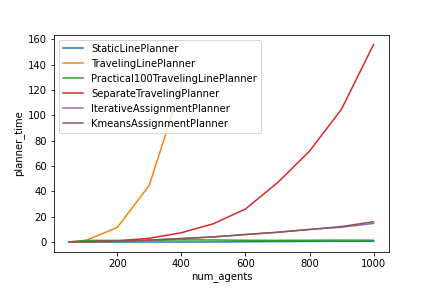 160
140
120
100
80
60
40
20
0
planner_time
StaticLinePlanner
TravelingLinePlanner
Practical100TravelingLinePlanner
SeparateTravelingPlanner
IterativeAssignmentPlanner
KmeansAssignmentPlanner
200 400 600 800 1000
num_agents